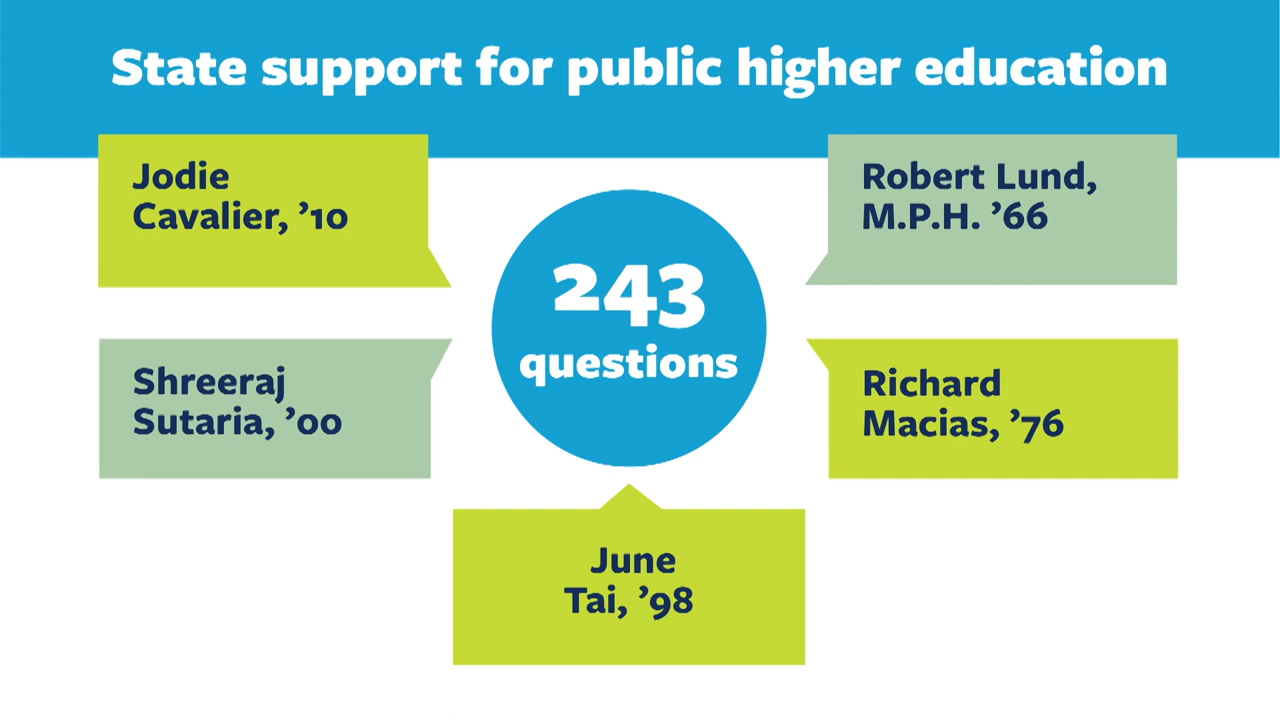 State support for public higher education
Jodie
Cavalier, ’10
Robert Lund,
M.P.H. ’66
243
questions
Shreeraj
Sutaria, ’00
Richard
Macias, ’76
June
Tai, ’98